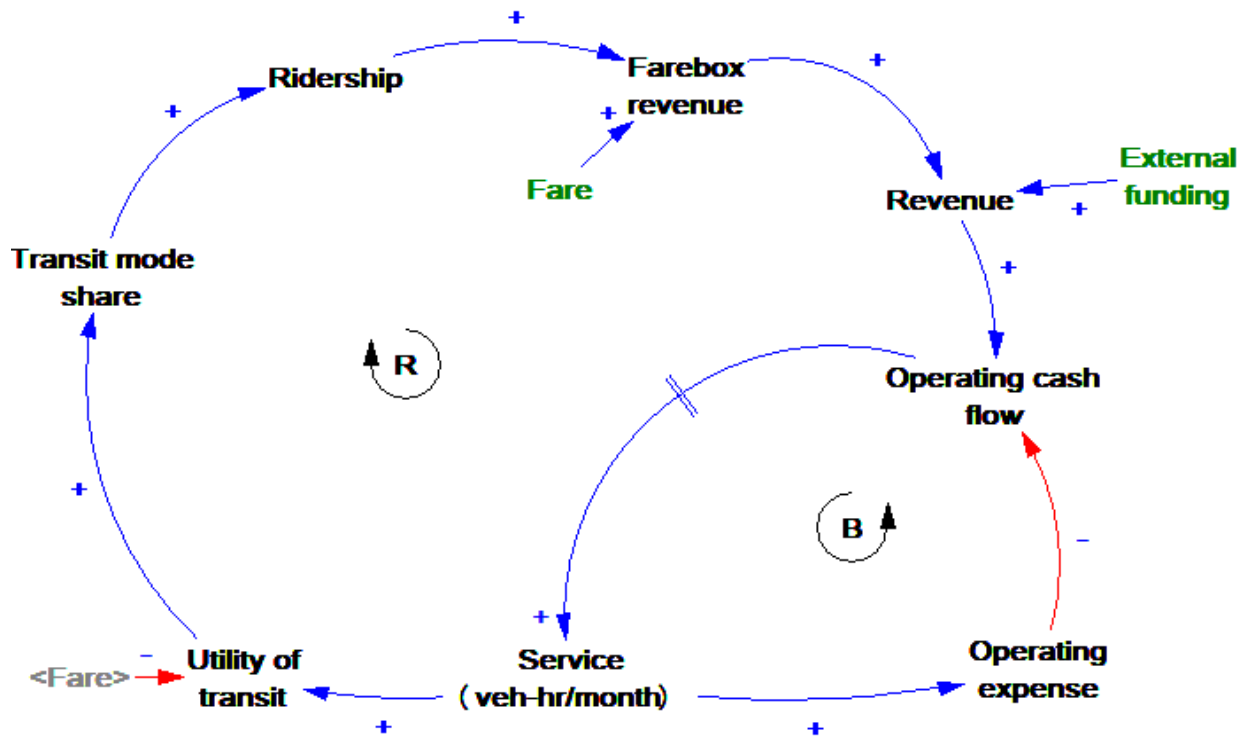 +
+
Ridership
Farebox
revenue
+
+
Fare
External
funding
Revenue
+
+
Transit mode
share
R
Operating cash
flow
+
B
-
+
-
<Fare>
Utility of
transit
Service
( veh-hr/month)
Operating
expense
+
+